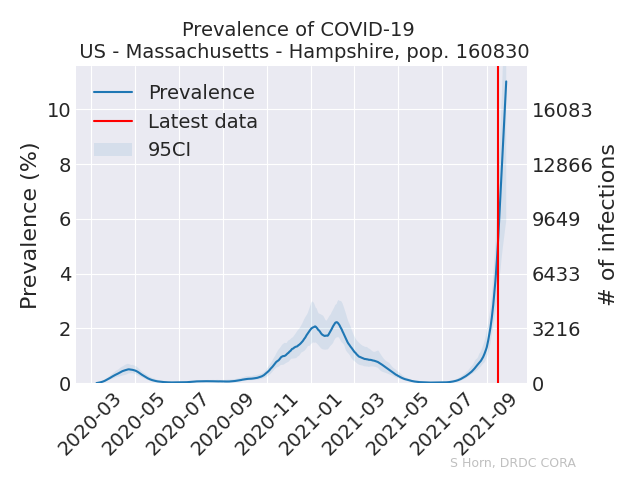 Prevalence of COVID-19
US - Massachusetts - Hampshire, pop. 160830
Prevalence
Latest data
95CI
Prevalence (%)
0
2
4
6
8
10
# of infections
0
3216
6433
9649
12866
16083
2020-03
2020-05
2020-07
2020-09
2020-11
2021-01
2021-03
2021-05
2021-07
2021-09
S Horn, DRDC CORA